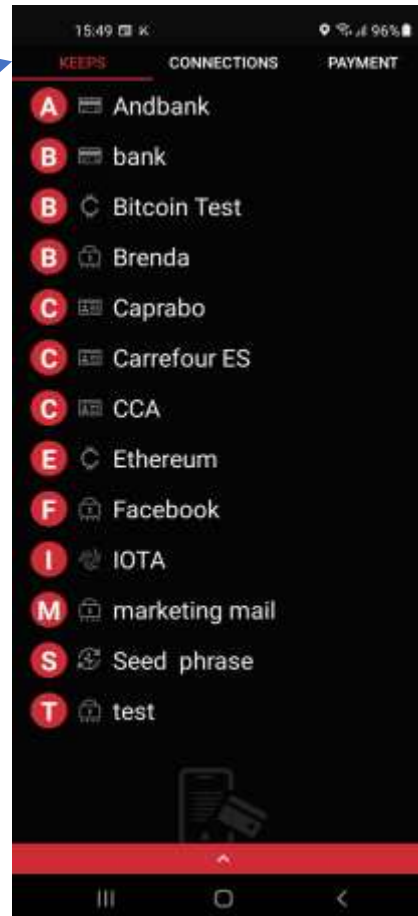 15:49 K 96%
KEEPS CONNECTIONS PAYMENT
A Andbank
B bank
B Bitcoin Test
B Brenda
C Caprabo
C Carrefour ES
C CCA
E Ethereum
F Facebook
I IOTA
M marketing mail
S Seed phrase
T test